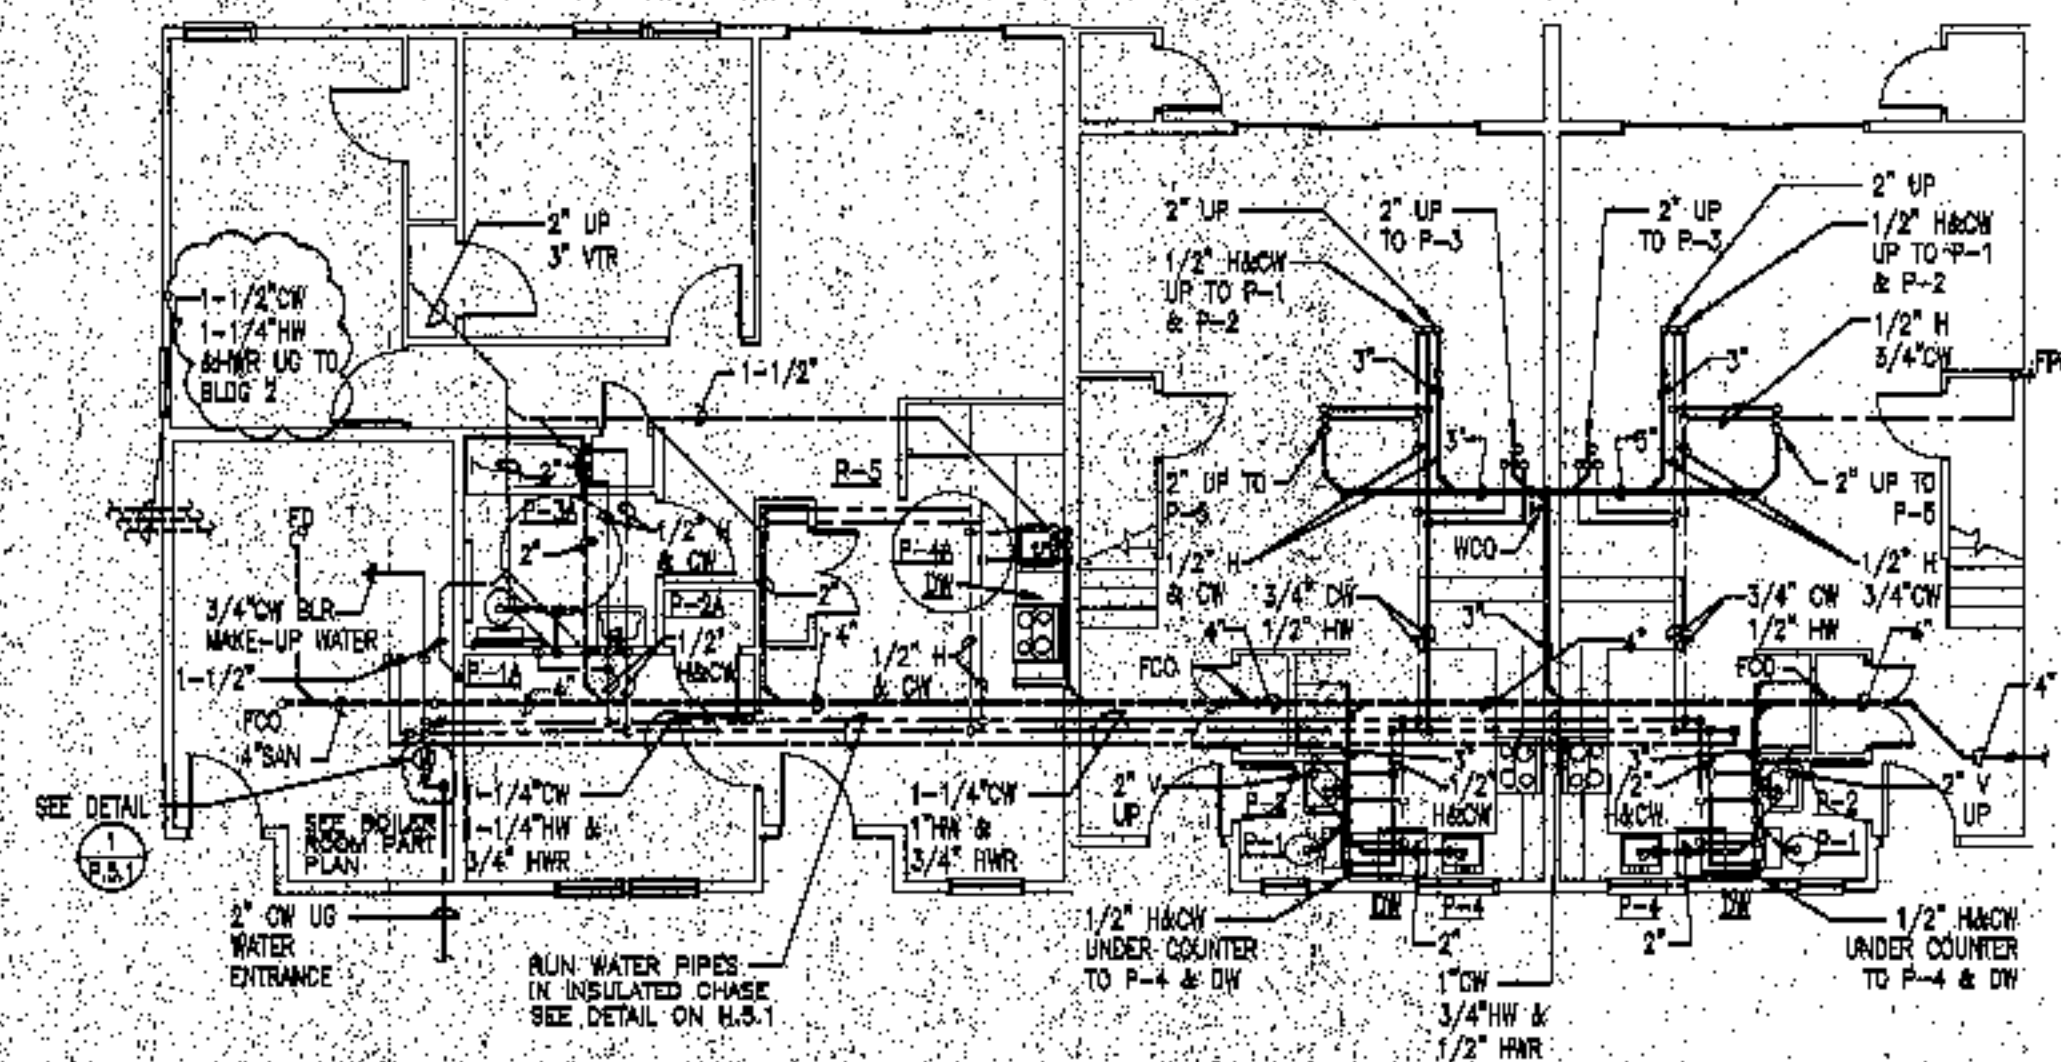 2" UP
3" VTR
1-1/2"CW
1-1/4"HW
&HWR UG TO
BLDG 2
1-1/2"
R-5
2"
P-3A
2"
1/2" H
& CW
FD
3/4"CW BLR
MAKE-UP WATER
1-1/2"
P-1A
P-2A
1/2"
H&CW
4"
2"
4"
P-4B
DW
1/2" H
& CW
FCO
4"SAN
SEE DETAIL
1
P.5.1
SEE BOILER
ROOM PART
PLAN
1-1/4"CW
1-1/4"HW &
3/4" HWR
1-1/4"CW
1"HW &
3/4" HWR
2" CW UG
WATER
ENTRANCE
RUN WATER PIPES
IN INSULATED CHASE
SEE DETAIL ON H.5.1
2" UP
1/2" H&CW
UP TO P-1
& P-2
2" UP
TO P-3
2" UP
TO P-3
2" UP
1/2" H&CW
UP TO P-1
& P-2
1/2" H
3/4"CW
3"
3"
3"
2" UP TO
P-5
2" UP TO
P-5
WCO
1/2" H
& CW
1/2" H
3/4"CW
3/4" CW
1/2" HW
3/4" CW
1/2" HW
3"
4"
4"
4"
4"
FCO
FCO
2" V
UP
2" V
UP
3"
1/2"
H&CW
3"
1/2"
H&CW
P-2
P-1
P-2
P-1
DW
P-4
P-4
DW
2"
2"
1/2" H&CW
UNDER COUNTER
TO P-4 & DW
1"CW
3/4"HW &
1/2" HWR
1/2" H&CW
UNDER COUNTER
TO P-4 & DW